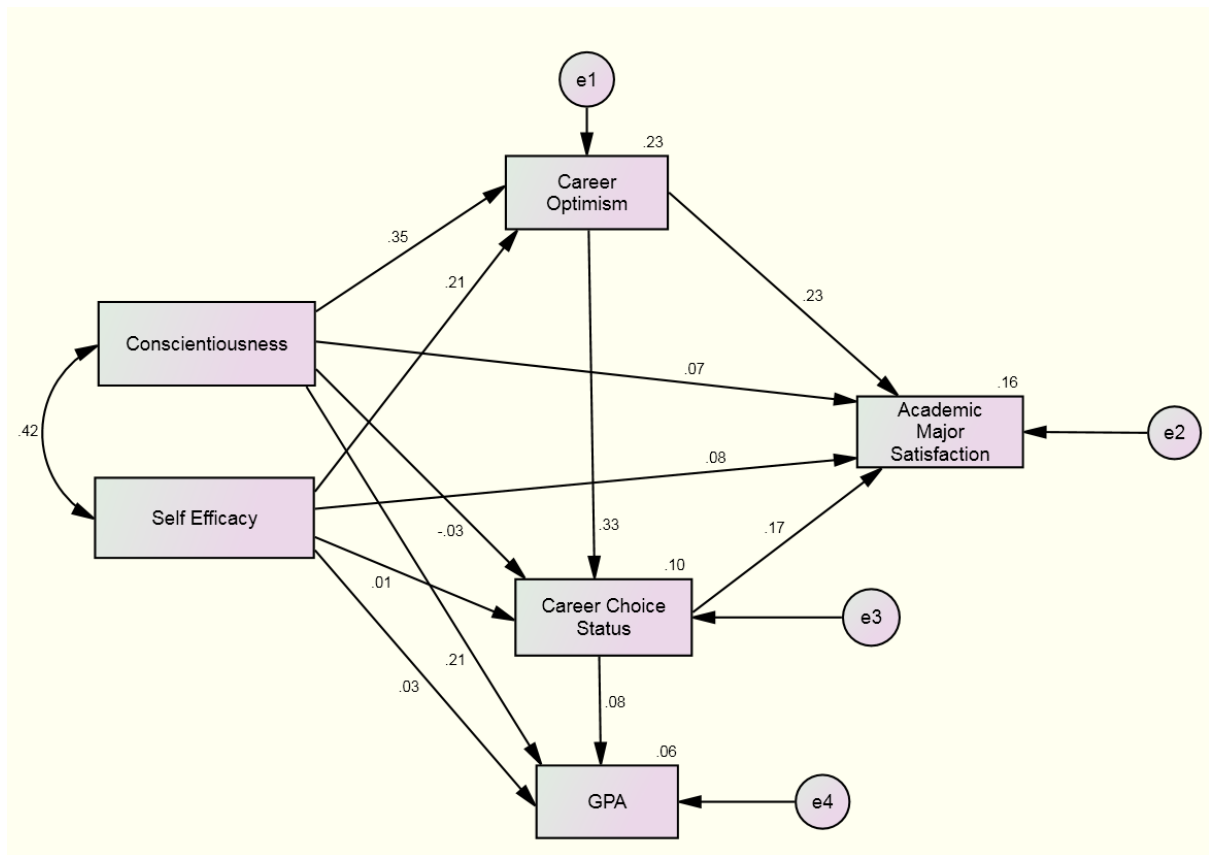 e1
.23
Career
Optimism
.35
.21
.23
Conscientiousness
.07
.16
Academic
Major
Satisfaction
e2
.42
.08
Self Efficacy
-.03
.33
.17
.10
.01
Career Choice
Status
e3
.21
.03
.08
.06
GPA
e4